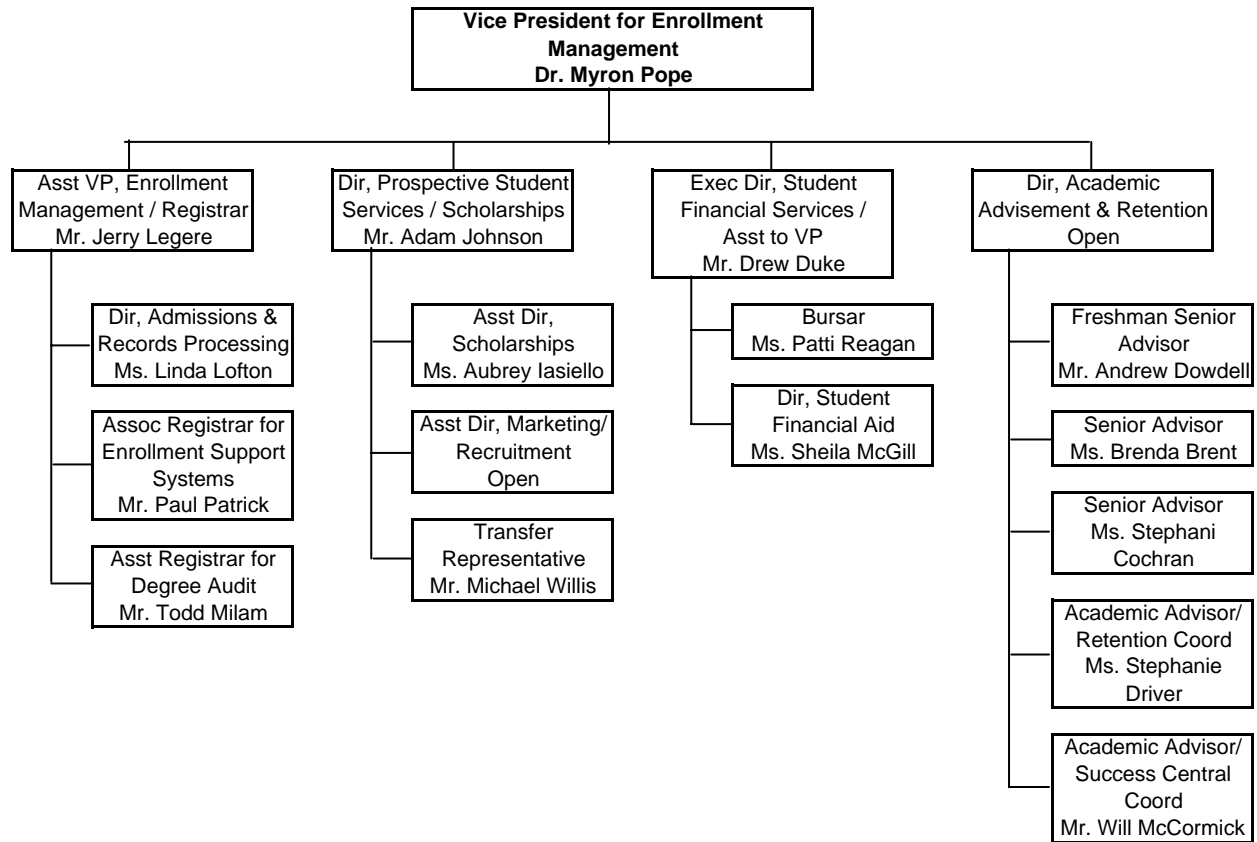 Vice President for Enrollment
Management
Dr. Myron Pope
Asst VP, Enrollment
Management / Registrar
Mr. Jerry Legere
Dir, Prospective Student
Services / Scholarships
Mr. Adam Johnson
Exec Dir, Student
Financial Services /
Asst to VP
Mr. Drew Duke
Dir, Academic
Advisement & Retention
Open
Dir, Admissions &
Records Processing
Ms. Linda Lofton
Assoc Registrar for
Enrollment Support
Systems
Mr. Paul Patrick
Asst Registrar for
Degree Audit
Mr. Todd Milam
Asst Dir,
Scholarships
Ms. Aubrey Iasiello
Asst Dir, Marketing/
Recruitment
Open
Transfer
Representative
Mr. Michael Willis
Bursar
Ms. Patti Reagan
Dir, Student
Financial Aid
Ms. Sheila McGill
Freshman Senior
Advisor
Mr. Andrew Dowdell
Senior Advisor
Ms. Brenda Brent
Senior Advisor
Ms. Stephani
Cochran
Academic Advisor/
Retention Coord
Ms. Stephanie
Driver
Academic Advisor/
Success Central
Coord
Mr. Will McCormick